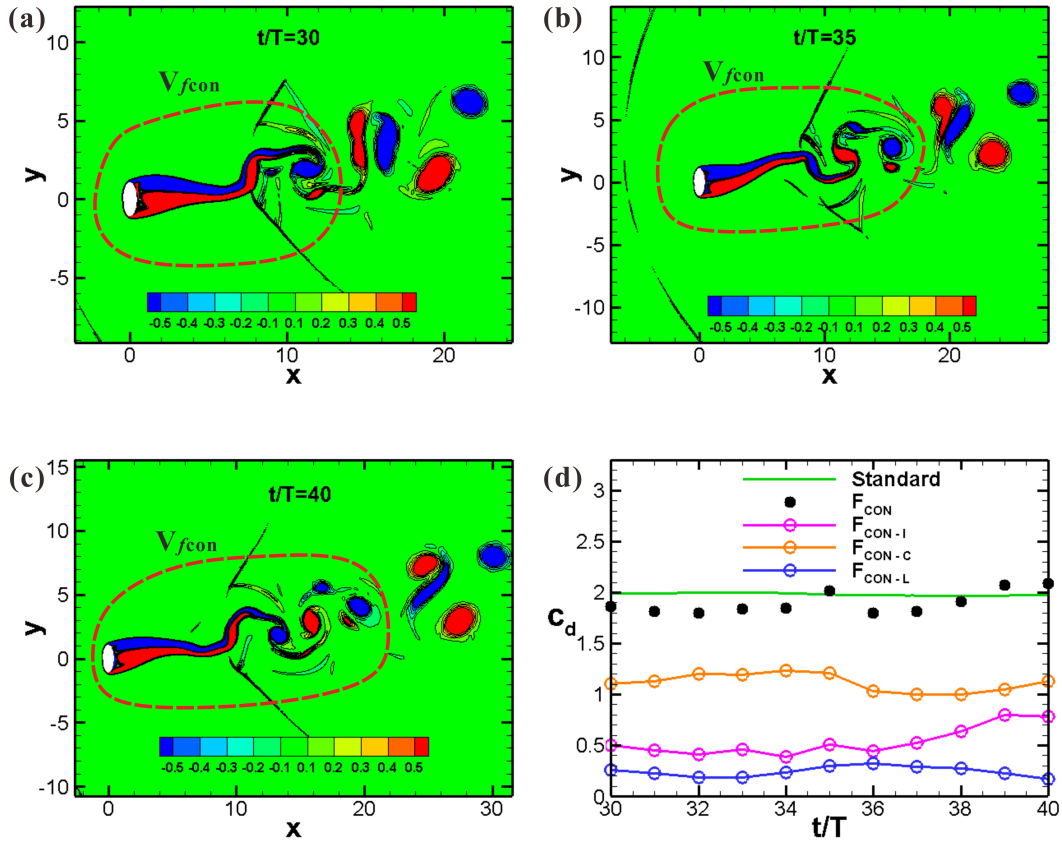 (a)
t/T=30
V_fcon
y
10
5
0
-5
-0.5 -0.4 -0.3 -0.2 -0.1 0.1 0.2 0.3 0.4 0.5
0 10 20
x
(b)
t/T=35
V_fcon
y
10
5
0
-5
-10
-0.5 -0.4 -0.3 -0.2 -0.1 0.1 0.2 0.3 0.4 0.5
0 10 20
x
(c)
t/T=40
V_fcon
y
15
10
5
0
-5
-10
-0.5 -0.4 -0.3 -0.2 -0.1 0.1 0.2 0.3 0.4 0.5
0 10 20 30
x
(d)
Standard
F_CON
F_CON-I
F_CON-C
F_CON-L
c_d
3
2.5
2
1.5
1
0.5
0
30 32 34 36 38 40
t/T